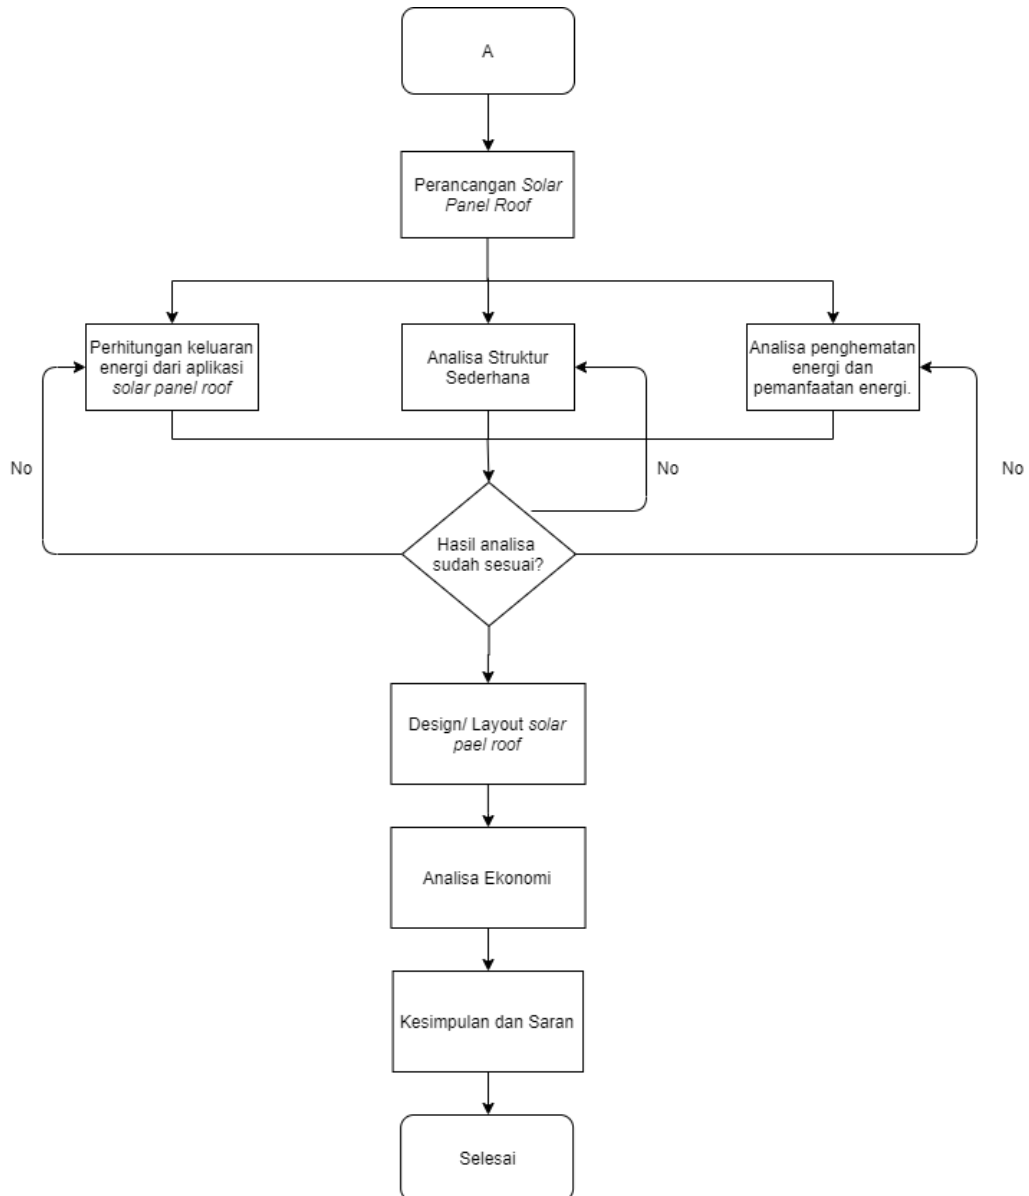 A
Perancangan Solar
Panel Roof
Perhitungan keluaran
energi dari aplikasi
solar panel roof
Analisa Struktur
Sederhana
Analisa penghematan
energi dan
pemanfaatan energi.
No
No
No
Hasil analisa
sudah sesuai?
Design/ Layout solar
pael roof
Analisa Ekonomi
Kesimpulan dan Saran
Selesai